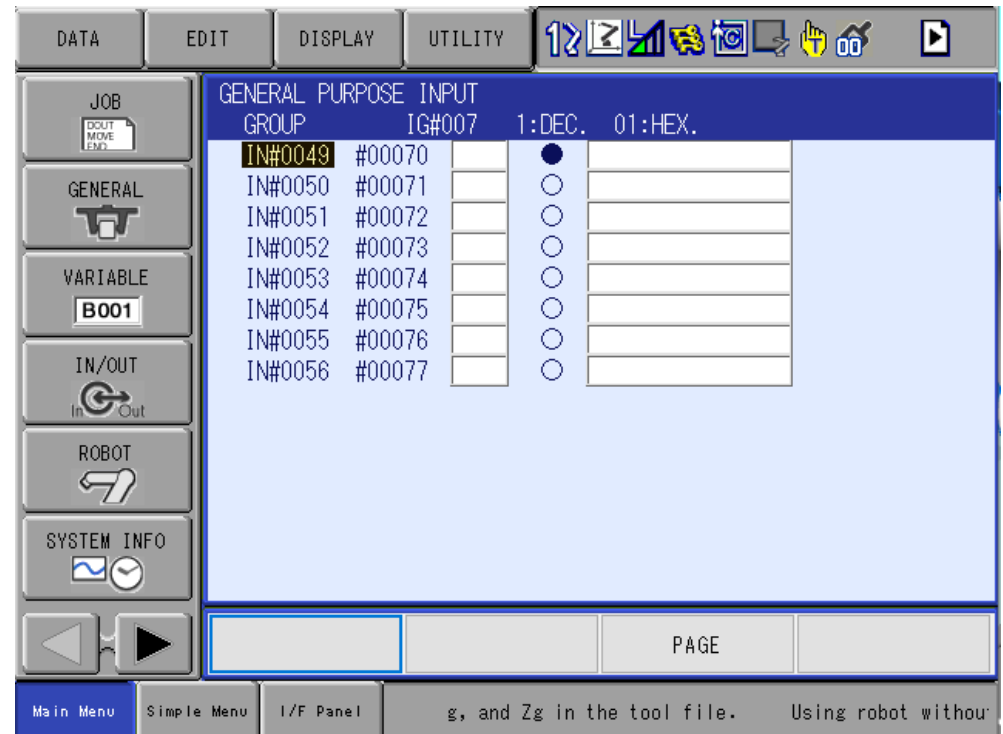 DATA EDIT DISPLAY UTILITY
JOB
DOUT
MOVE
END
GENERAL
VARIABLE
B001
IN/OUT
In Out
ROBOT
SYSTEM INFO
GENERAL PURPOSE INPUT
GROUP IG#007 1:DEC. 01:HEX.
IN#0049 #00070
IN#0050 #00071
IN#0051 #00072
IN#0052 #00073
IN#0053 #00074
IN#0054 #00075
IN#0055 #00076
IN#0056 #00077
PAGE
Main Menu Simple Menu I/F Panel g, and Zg in the tool file. Using robot withou